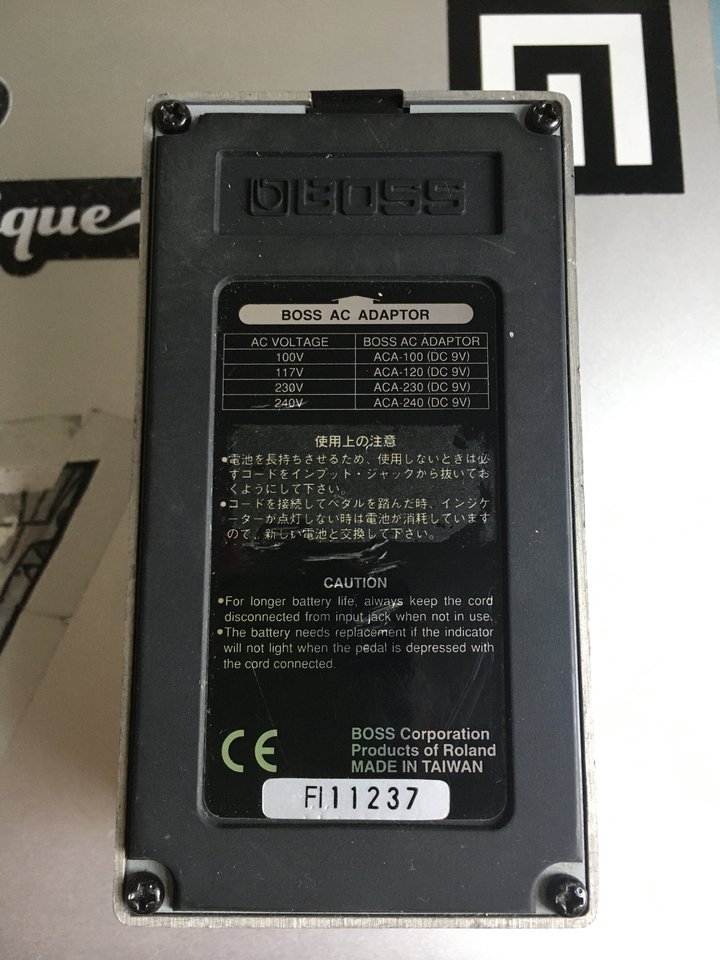 que
BOSS
BOSS AC ADAPTOR
AC VOLTAGE BOSS AC ADAPTOR
100V ACA-100 (DC 9V)
117V ACA-120 (DC 9V)
230V ACA-230 (DC 9V)
240V ACA-240 (DC 9V)
使用上の注意
●電池を長持ちさせるため、使用しないときは必
ずコードをインプット・ジャックから抜いてお
くようにして下さい。
●コードを接続してペダルを踏んだ時、インジケ
ーターが点灯しない時は電池が消耗しています
ので、新しい電池と交換して下さい。
CAUTION
●For longer battery life, always keep the cord
disconnected from input jack when not in use.
●The battery needs replacement if the indicator
will not light when the pedal is depressed with
the cord connected.
CE
BOSS Corporation
Products of Roland
MADE IN TAIWAN
FI11237